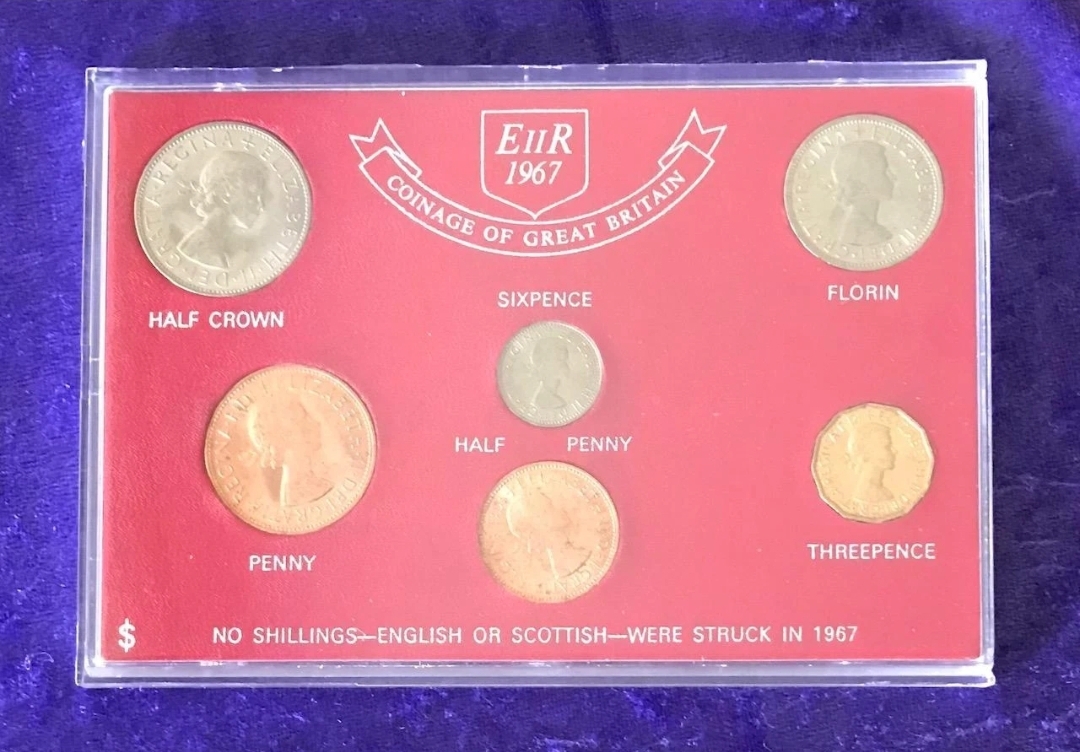 EIIR
1967
COINAGE OF GREAT BRITAIN
HALF CROWN
SIXPENCE
FLORIN
HALF PENNY
PENNY
THREEPENCE
$
NO SHILLINGS—ENGLISH OR SCOTTISH—WERE STRUCK IN 1967